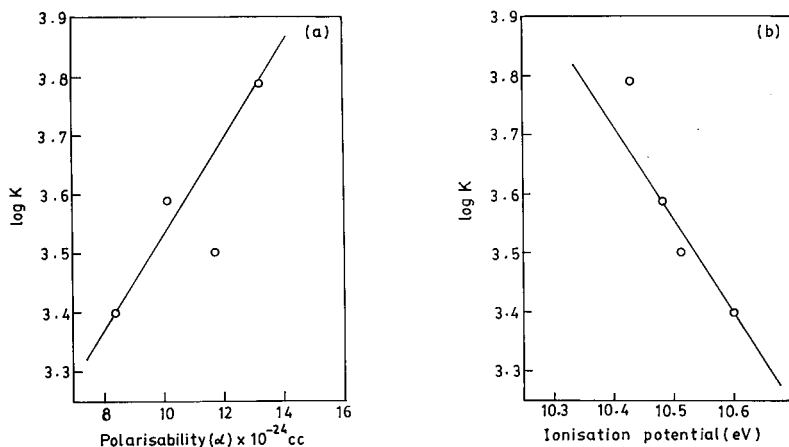 (a)
3.9
3.8
3.7
3.6
3.5
3.4
3.3
log K
8 10 12 14 16
Polarisability (α) x 10⁻²⁴ cc
(b)
3.9
3.8
3.7
3.6
3.5
3.4
3.3
log K
10.3 10.4 10.5 10.6
Ionisation potential (eV)